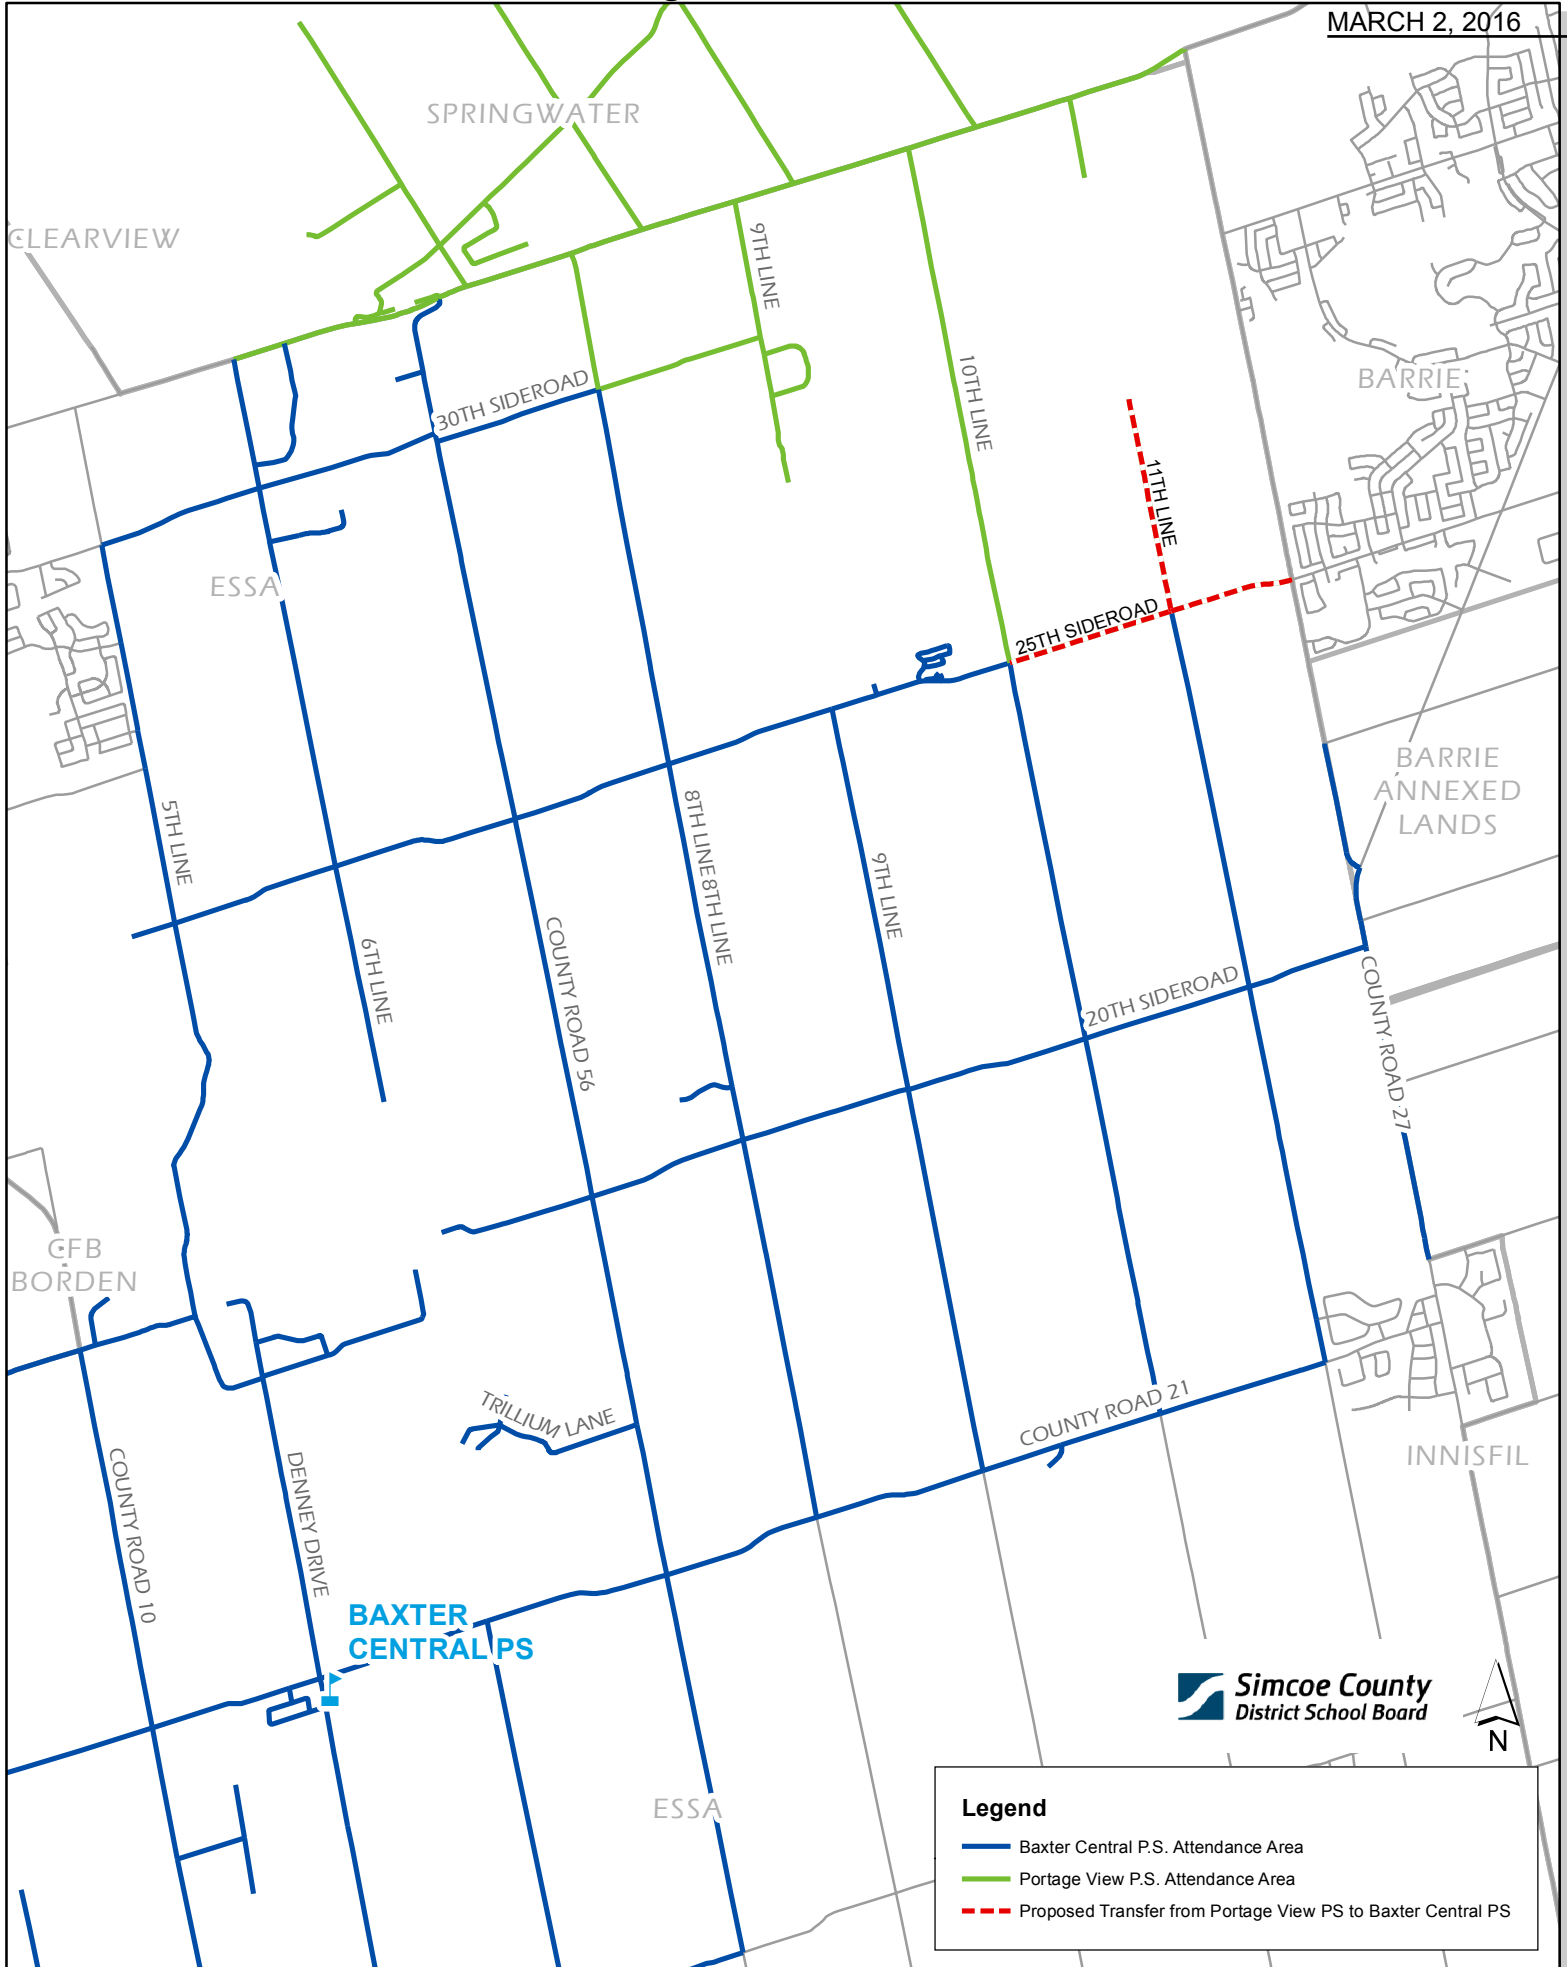 MARCH 2, 2016
SPRINGWATER
CLEARVIEW
9TH LINE
10TH LINE
BARRIE
30TH SIDEROAD
11TH LINE
ESSA
25TH SIDEROAD
BARRIE
ANNEXED
LANDS
5TH LINE
8TH LINE
8TH LINE
9TH LINE
6TH LINE
COUNTY ROAD 56
20TH SIDEROAD
COUNTY ROAD 27
CFB
BORDEN
TRILLIUM LANE
COUNTY ROAD 21
INNISFIL
COUNTY ROAD 10
DENNEY DRIVE
BAXTER
CENTRAL PS
Simcoe County
District School Board
N
ESSA
Legend
Baxter Central P.S. Attendance Area
Portage View P.S. Attendance Area
Proposed Transfer from Portage View PS to Baxter Central PS